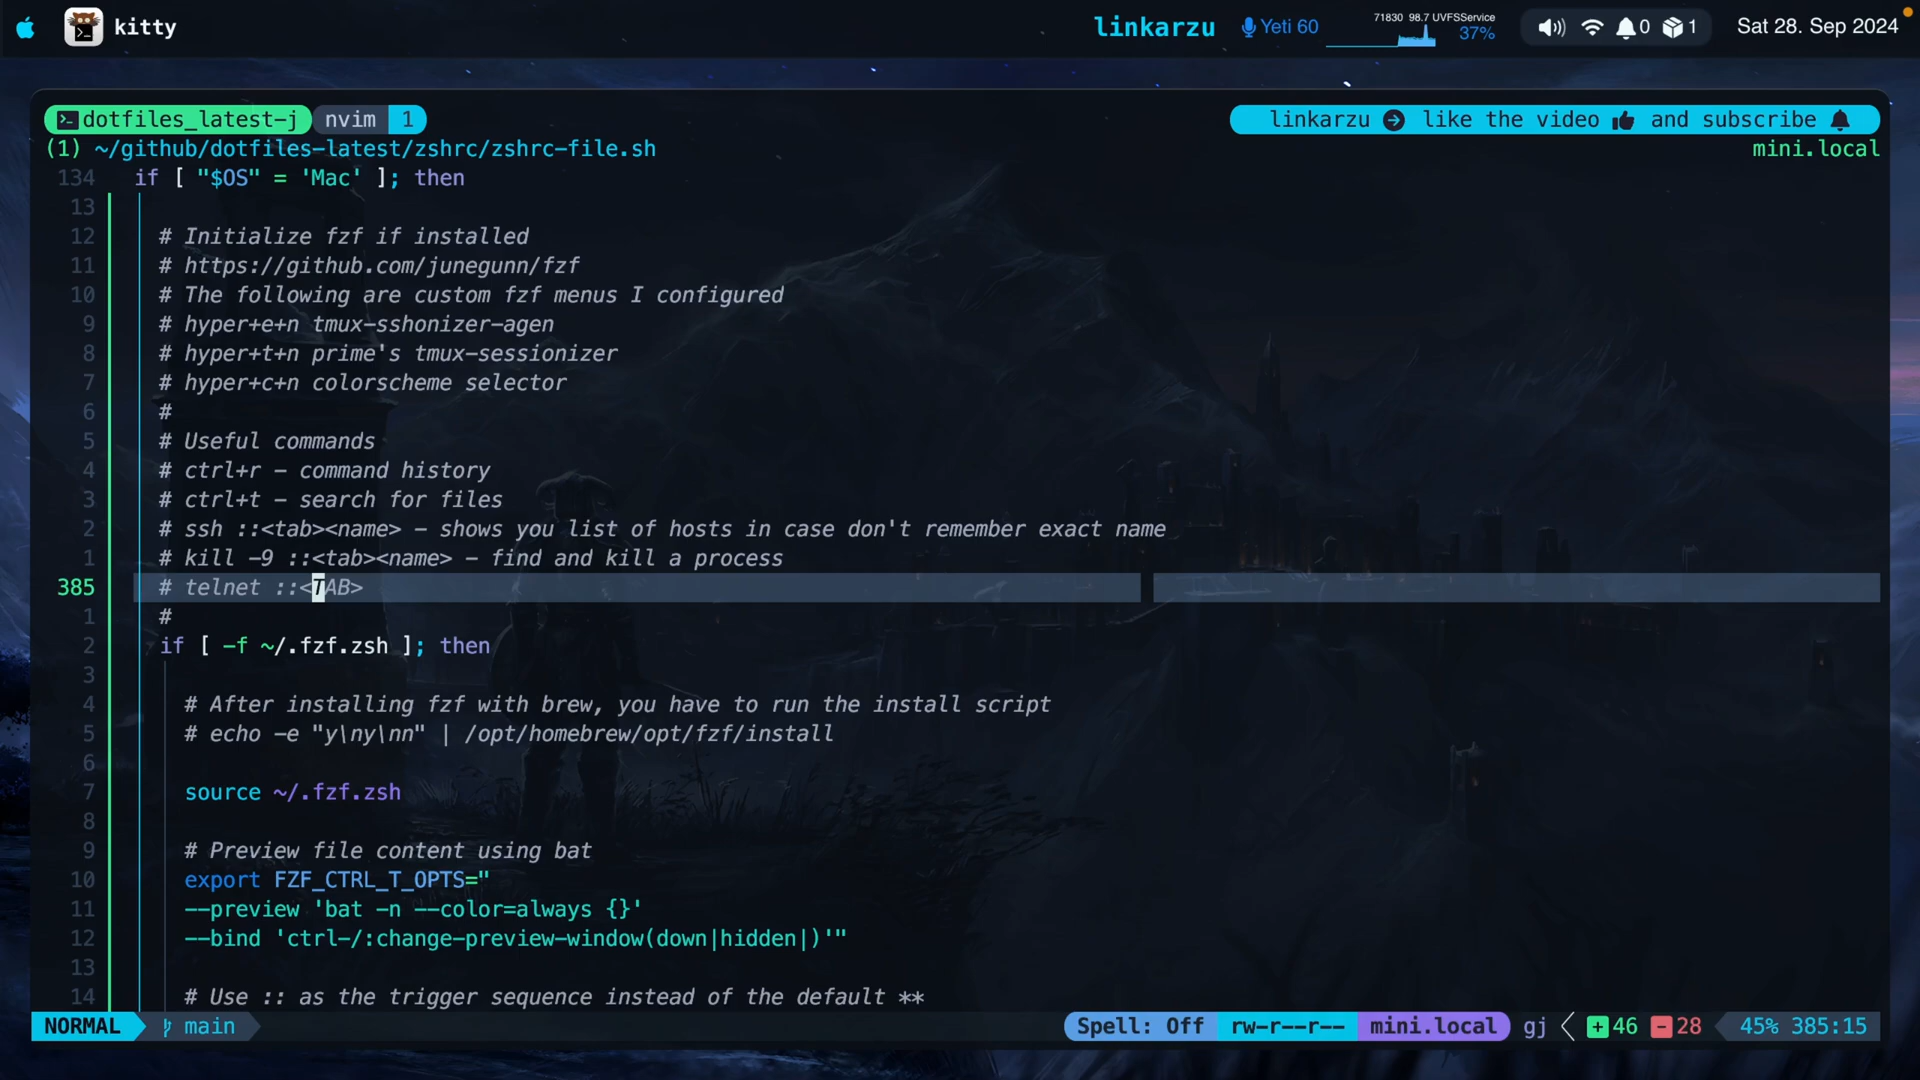 kitty
linkarzu
Yeti 60
71830 98.7 UVFSService
37%
0
1
Sat 28. Sep 2024
dotfiles_latest-j nvim 1
linkarzu like the video and subscribe
(1) ~/github/dotfiles-latest/zshrc/zshrc-file.sh
mini.local
134 if [ "$OS" = 'Mac' ]; then
13
12 # Initialize fzf if installed
11 # https://github.com/junegunn/fzf
10 # The following are custom fzf menus I configured
9 # hyper+e+n tmux-sshonizer-agen
8 # hyper+t+n prime's tmux-sessionizer
7 # hyper+c+n colorscheme selector
6 #
5 # Useful commands
4 # ctrl+r - command history
3 # ctrl+t - search for files
2 # ssh ::<tab><name> - shows you list of hosts in case don't remember exact name
1 # kill -9 ::<tab><name> - find and kill a process
385 # telnet ::<TAB>
1 #
2 if [ -f ~/.fzf.zsh ]; then
3
4 # After installing fzf with brew, you have to run the install script
5 # echo -e "y\ny\nn" | /opt/homebrew/opt/fzf/install
6
7 source ~/.fzf.zsh
8
9 # Preview file content using bat
10 export FZF_CTRL_T_OPTS="
11 --preview 'bat -n --color=always {}'
12 --bind 'ctrl-/:change-preview-window(down|hidden|)'"
13
14 # Use :: as the trigger sequence instead of the default **
NORMAL main
Spell: Off rw-r--r-- mini.local gj + 46 - 28 45% 385:15